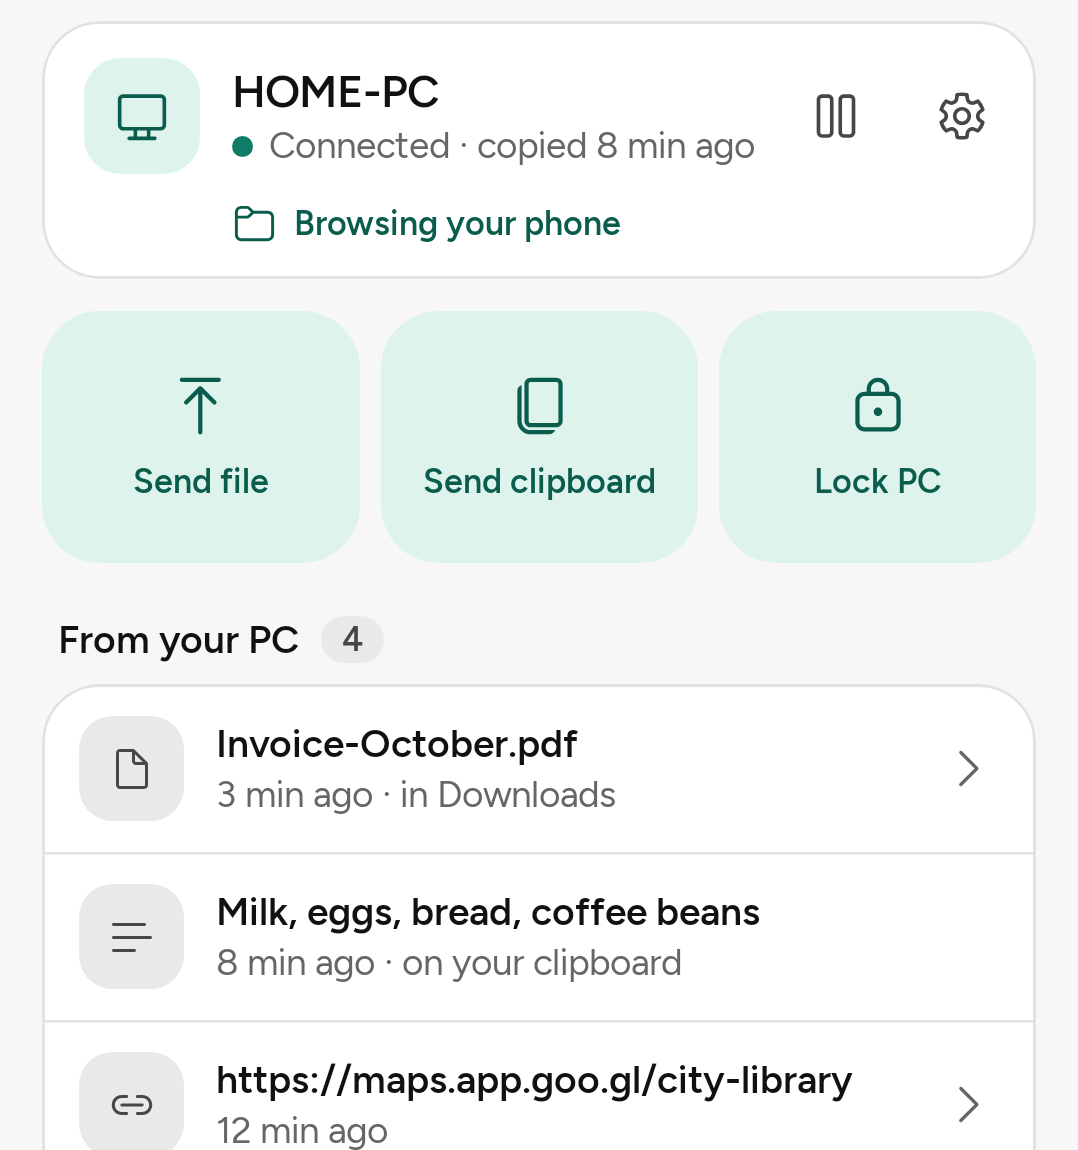 HOME-PC
Connected · copied 8 min ago
Browsing your phone
Send file
Send clipboard
Lock PC
From your PC 4
Invoice-October.pdf
3 min ago · in Downloads
Milk, eggs, bread, coffee beans
8 min ago · on your clipboard
https://maps.app.goo.gl/city-library
12 min ago